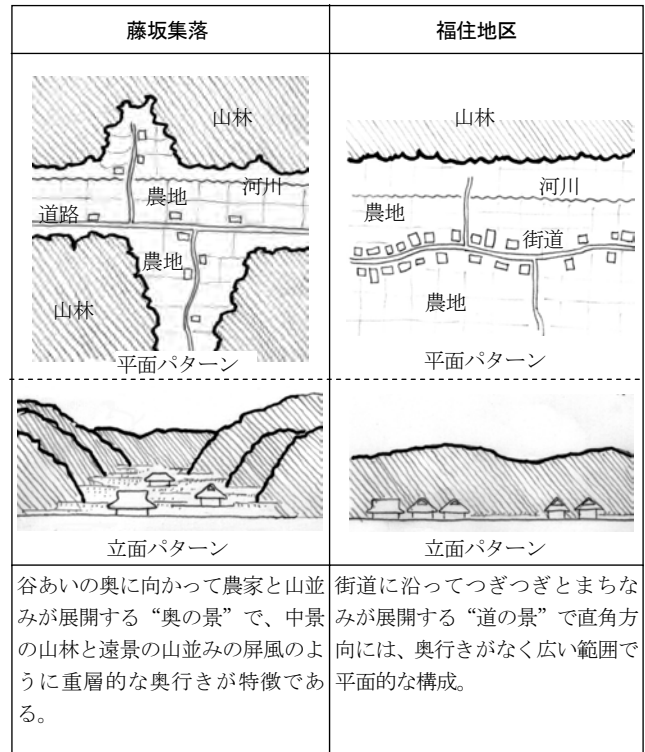 藤坂集落
福住地区
山林
河川
農地
道路
農地
山林
平面パターン
山林
河川
農地
街道
農地
平面パターン
立面パターン
立面パターン
谷あいの奥に向かって農家と山並
みが展開する“奥の景”で、中景
の山林と遠景の山並みの屏風のよ
うに重層的な奥行きが特徴であ
る。
街道に沿ってつぎつぎとまちな
みが展開する“道の景”で直角方
向には、奥行きがなく広い範囲で
平面的な構成。